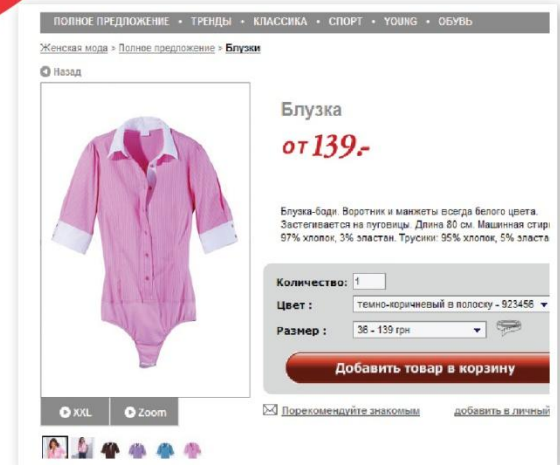 ПОЛНОЕ ПРЕДЛОЖЕНИЕ • ТРЕНДЫ • КЛАССИКА • СПОРТ • YOUNG • ОБУВЬ
Женская мода » Полное предложение » Блузки
Назад
Блузка
от 139.-
Блузка-боди. Воротник и манжеты всегда белого цвета.
Застегивается на пуговицы. Длина 80 см. Машинная
97% хлопок, 3% эластан. Трусики: 95% хлопок, 5%
Количество: 1
Цвет : темно-коричневый в полоску - 923456
Размер : 36 - 139 грн
Добавить товар в корзину
XXL Zoom
Порекомендуйте знакомым добавить в личный